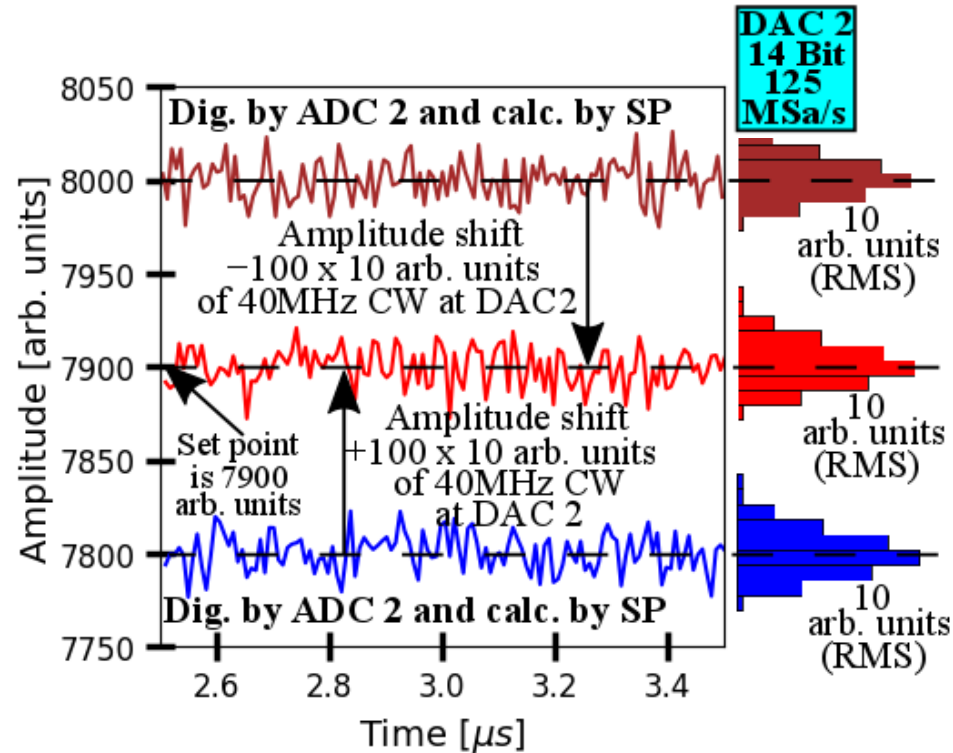 DAC 2
14 Bit
125
MSa/s
8050
Dig. by ADC 2 and calc. by SP
8000
Amplitude shift
−100 x 10 arb. units
of 40MHz CW at DAC2
10
arb. units
(RMS)
7950
7900
Set point
is 7900
arb. units
Amplitude shift
+100 x 10 arb. units
of 40MHz CW
at DAC 2
10
arb. units
(RMS)
7850
7800
Dig. by ADC 2 and calc. by SP
10
arb. units
(RMS)
7750
Amplitude [arb. units]
2.6 2.8 3.0 3.2 3.4
Time [μs]